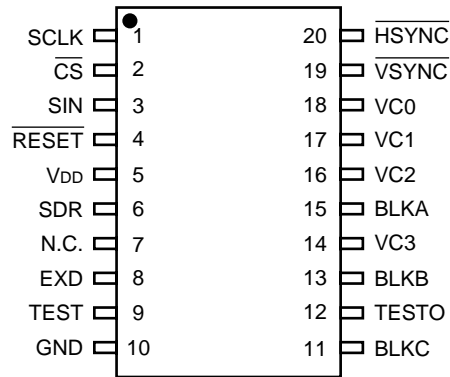 SCLK 1 20 HSYNC
CS 2 19 VSYNC
SIN 3 18 VC0
RESET 4 17 VC1
VDD 5 16 VC2
SDR 6 15 BLKA
N.C. 7 14 VC3
EXD 8 13 BLKB
TEST 9 12 TESTO
GND 10 11 BLKC